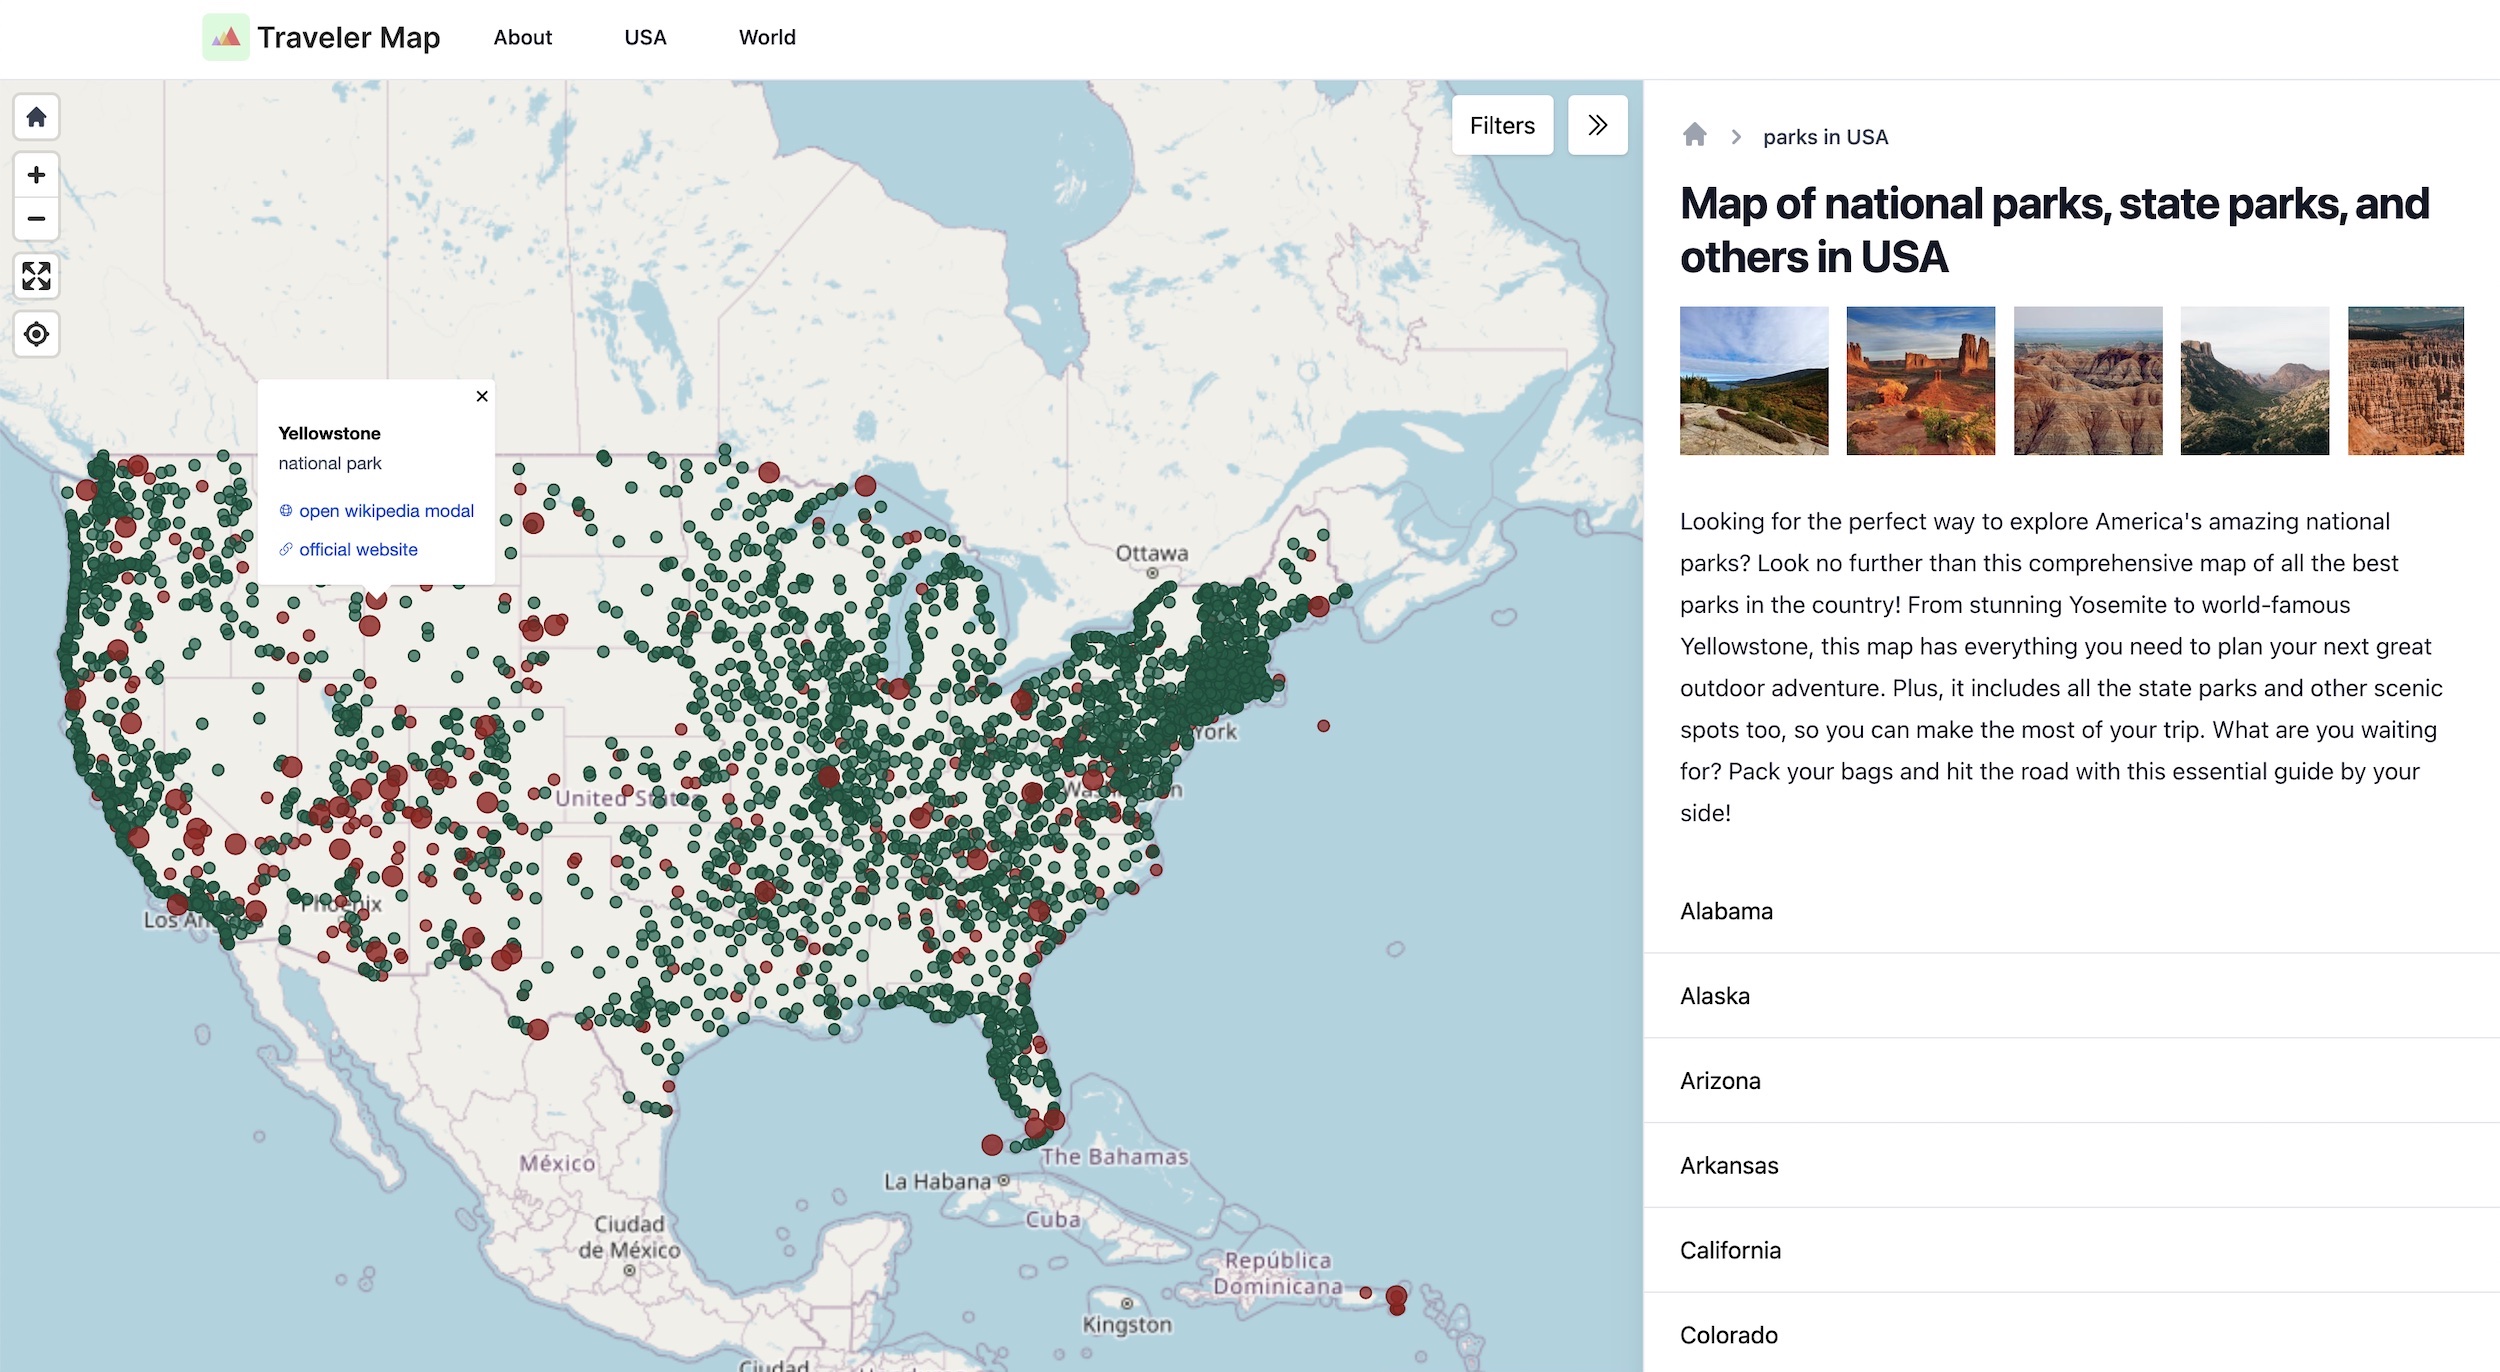 Traveler Map
About
USA
World
Filters
Yellowstone
national park
open wikipedia modal
official website
Ottawa
York
United States
Washington
Phoenix
Los Angeles
México
The Bahamas
La Habana
Cuba
Ciudad
de México
República
Dominicana
Kingston
Ciudad
parks in USA
Map of national parks, state parks, and
others in USA
Looking for the perfect way to explore America's amazing national
parks? Look no further than this comprehensive map of all the best
parks in the country! From stunning Yosemite to world-famous
Yellowstone, this map has everything you need to plan your next great
outdoor adventure. Plus, it includes all the state parks and other scenic
spots too, so you can make the most of your trip. What are you waiting
for? Pack your bags and hit the road with this essential guide by your
side!
Alabama
Alaska
Arizona
Arkansas
California
Colorado